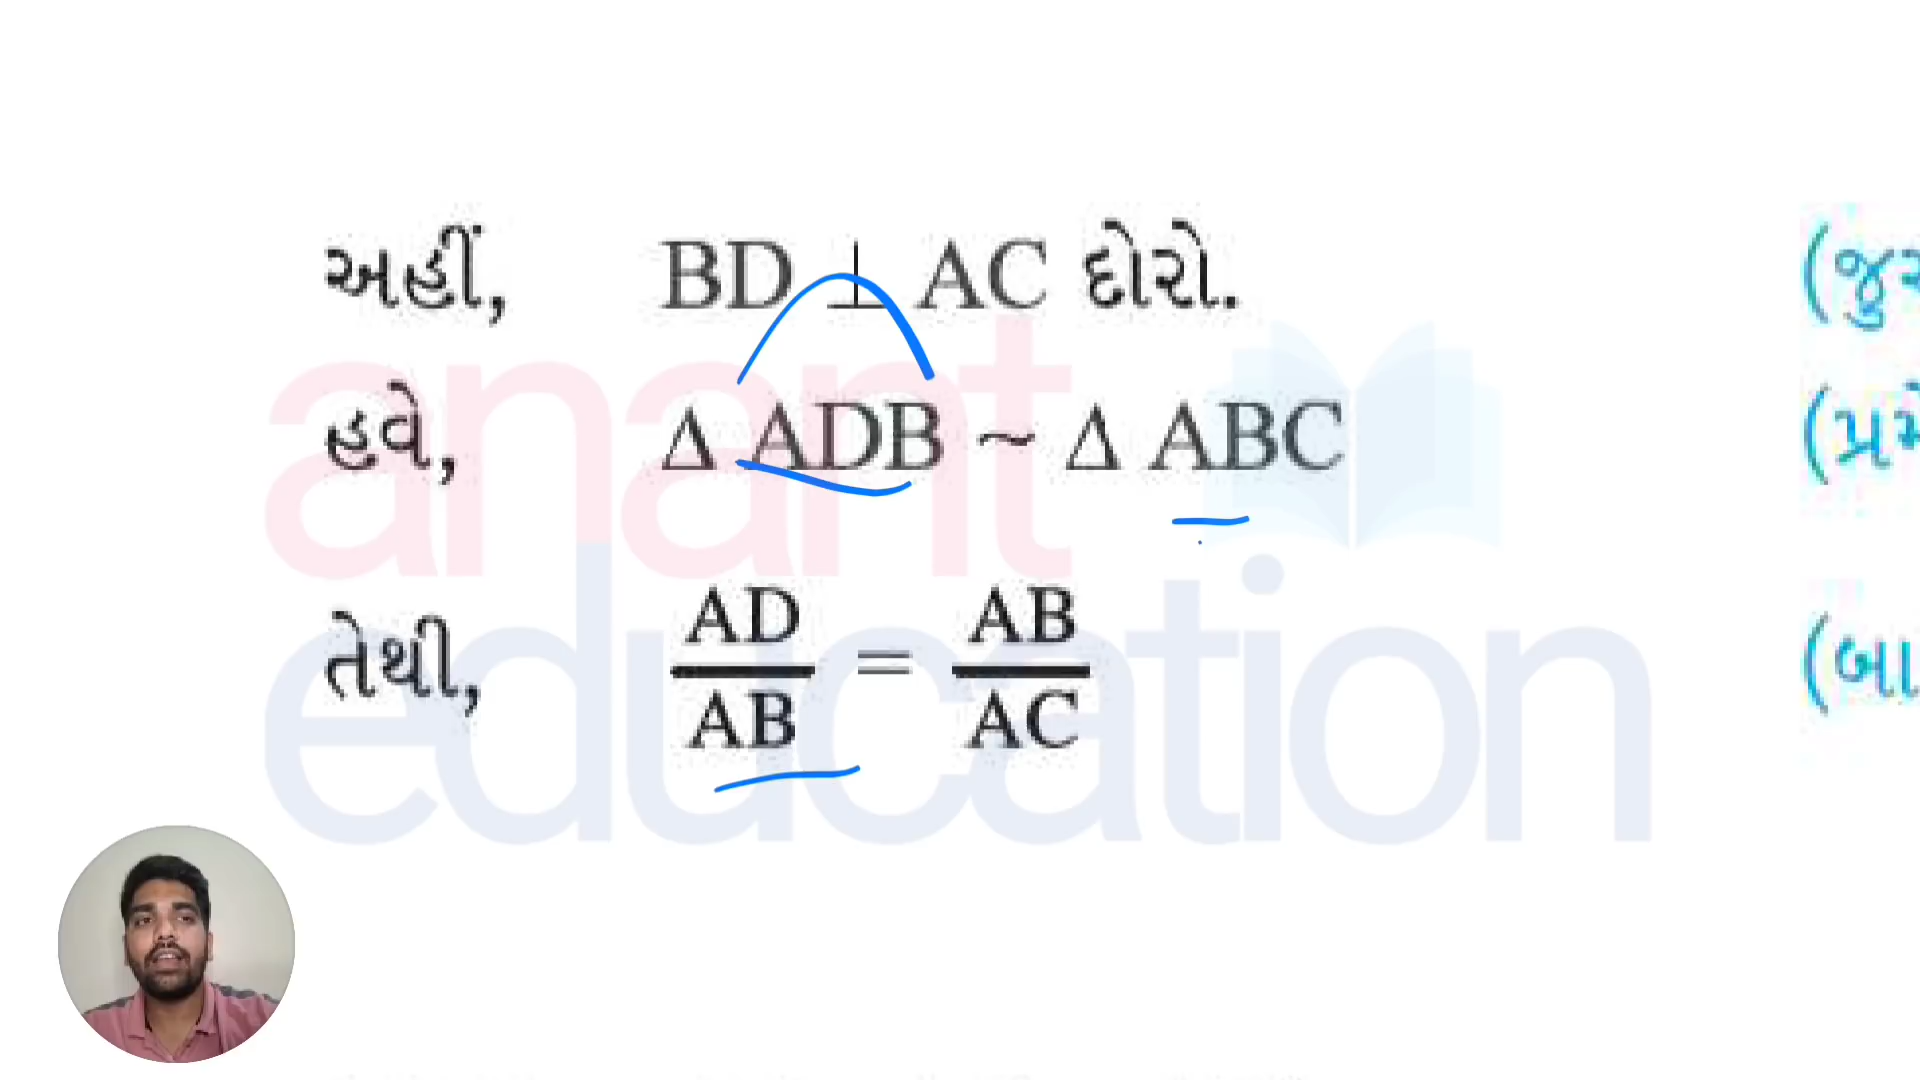 અહીં, BD ⊥ AC દોરો.
હવે, Δ ADB ~ Δ ABC
તેથી, AD/AB = AB/AC
anant
education